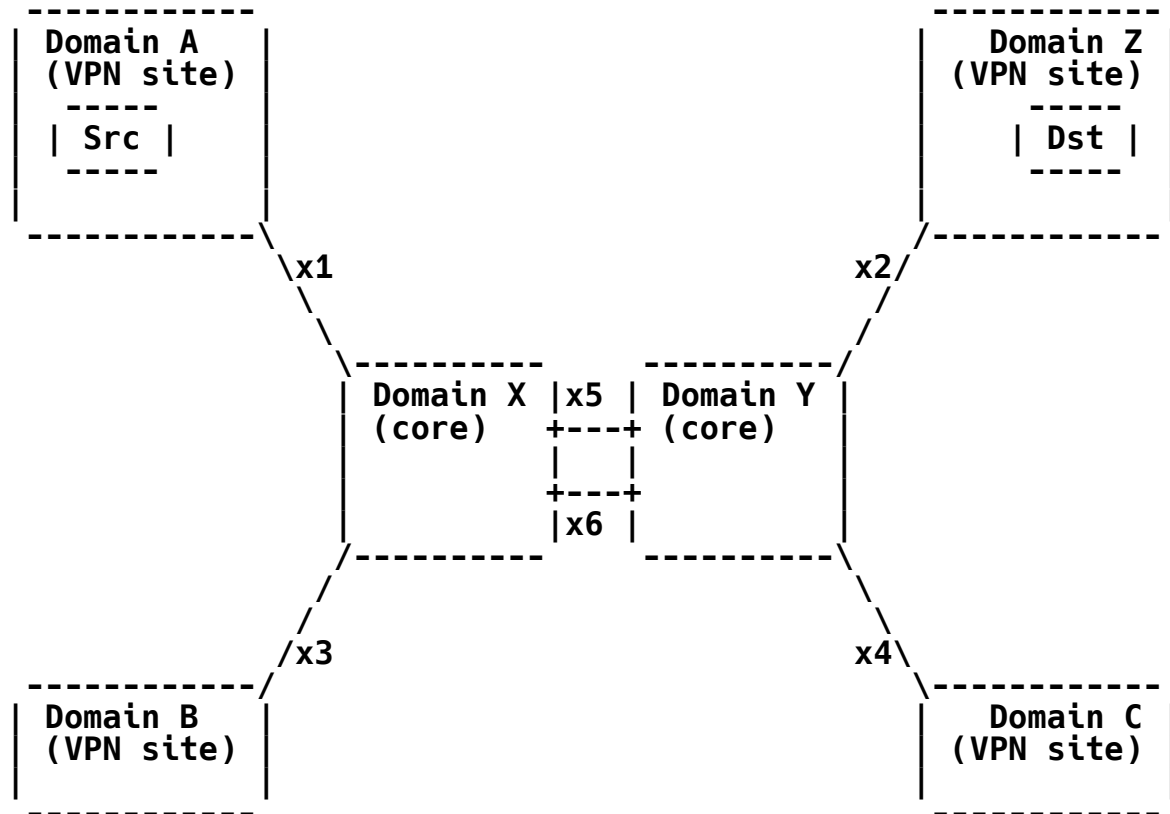 Domain A Domain Z
(VPN site) (VPN site)
Src Dst
x1 x2
Domain X x5 Domain Y
(core) (core)
x6
x3 x4
Domain B Domain C
(VPN site) (VPN site)